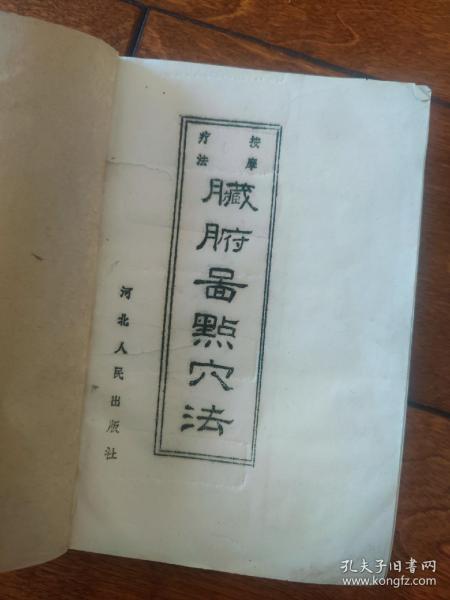 按摩
疗法
臟腑啚點穴法
河北人民出版社
孔夫子旧书网
www.kongfz.com